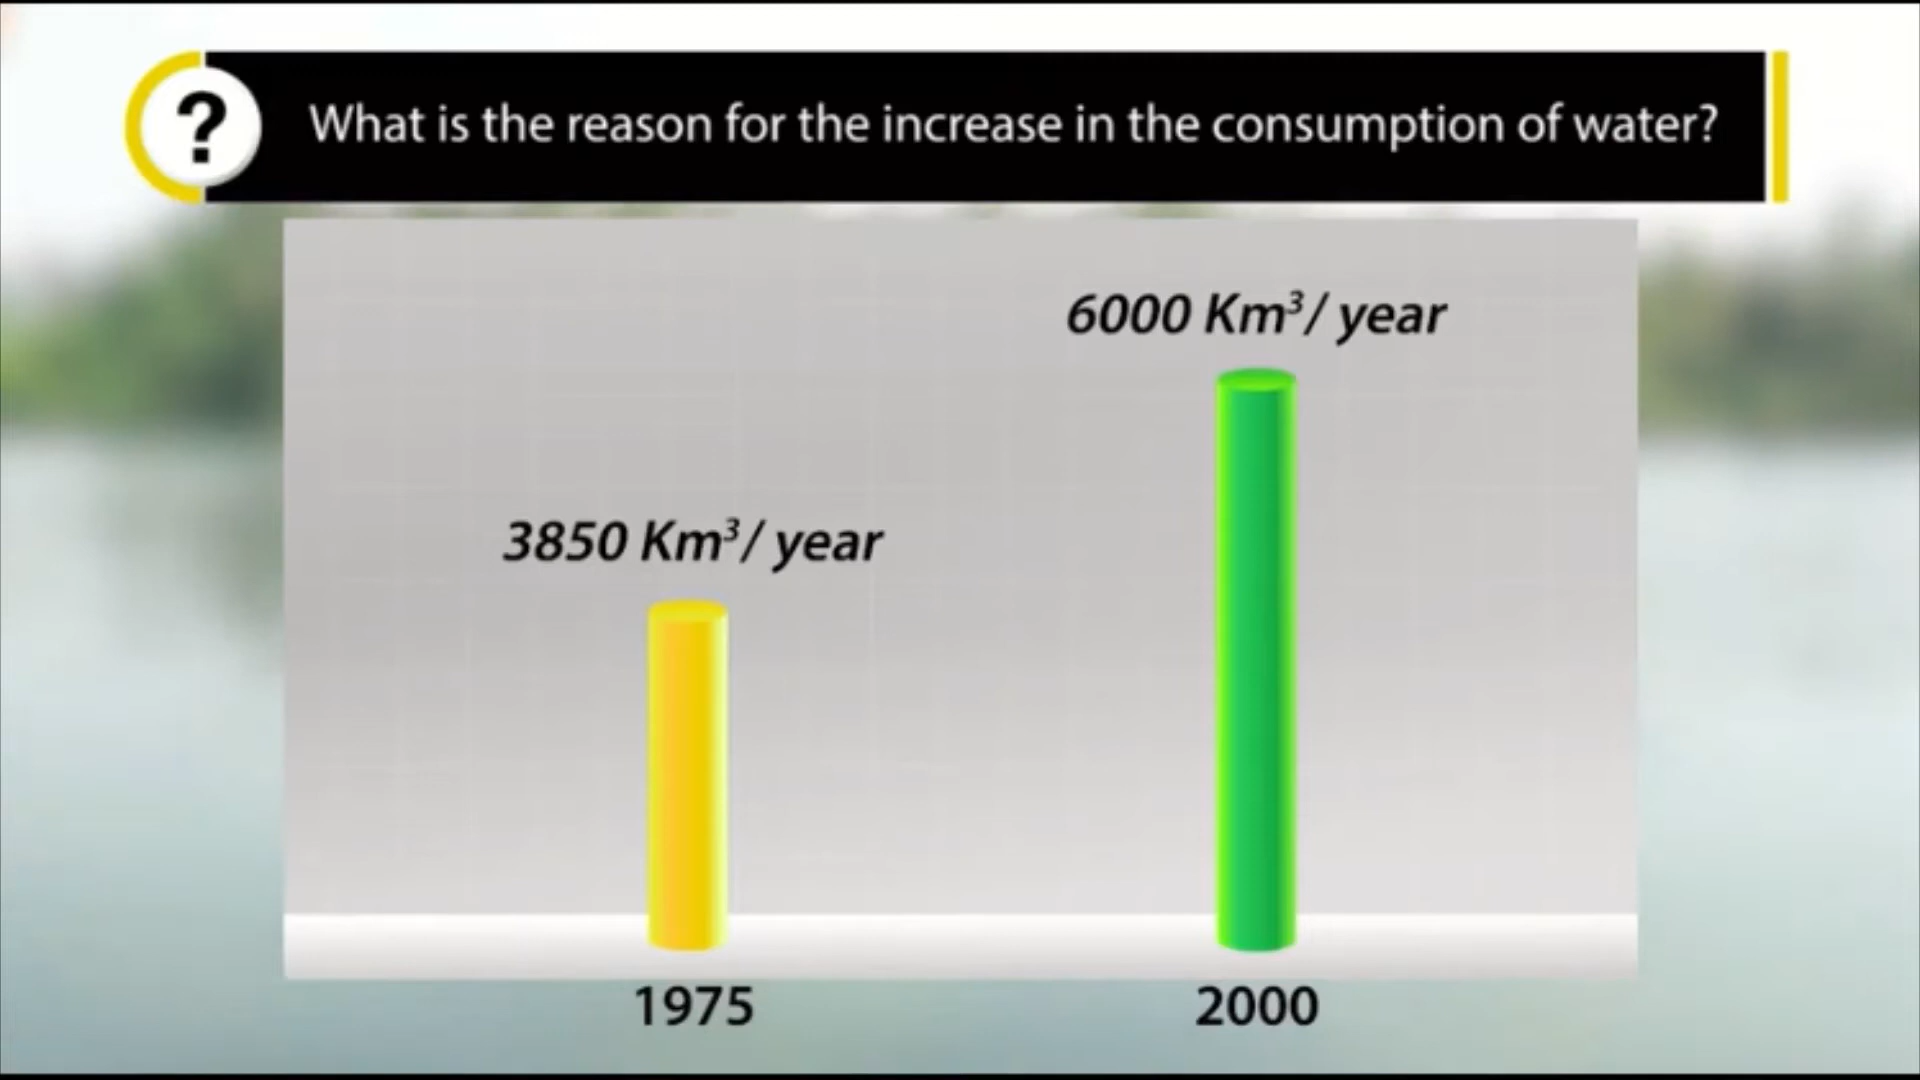 ?
What is the reason for the increase in the consumption of water?
6000 Km³/ year
3850 Km³/ year
1975
2000